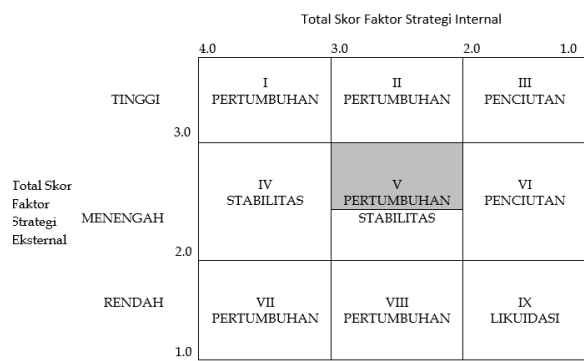 Total Skor Faktor Strategi Internal
4.0 3.0 2.0 1.0
TINGGI
I
PERTUMBUHAN
II
PERTUMBUHAN
III
PENCIUTAN
3.0
Total Skor
Faktor
Strategi
Eksternal
MENENGAH
IV
STABILITAS
V
PERTUMBUHAN
STABILITAS
VI
PENCIUTAN
2.0
RENDAH
VII
PERTUMBUHAN
VIII
PERTUMBUHAN
IX
LIKUIDASI
1.0